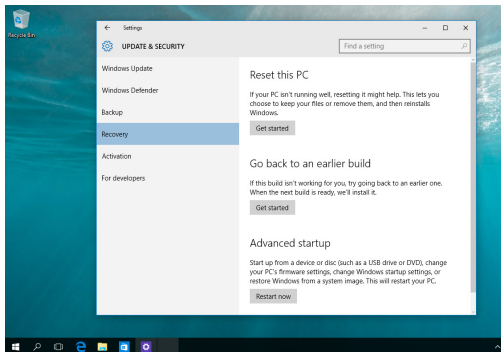 Recycle Bin
Settings
UPDATE & SECURITY
Find a setting
Windows Update
Windows Defender
Backup
Recovery
Activation
For developers
Reset this PC
If your PC isn't running well, resetting it might help. This lets you
choose to keep your files or remove them, and then reinstalls
Windows.
Get started
Go back to an earlier build
If this build isn't working for you, try going back to an earlier one.
When the next build is ready, we'll install it.
Get started
Advanced startup
Start up from a device or disc (such as a USB drive or DVD), change
your PC's firmware settings, change Windows startup settings, or
restore Windows from a system image. This will restart your PC.
Restart now